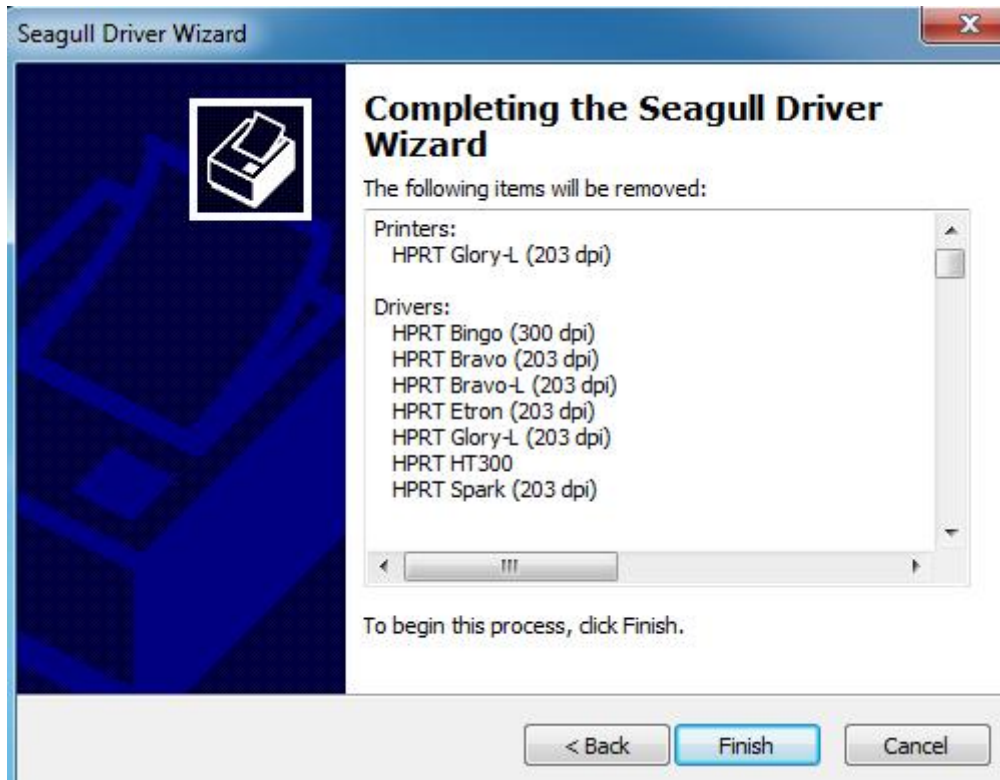 Seagull Driver Wizard
Completing the Seagull Driver
Wizard
The following items will be removed:
Printers:
HPRT Glory-L (203 dpi)
Drivers:
HPRT Bingo (300 dpi)
HPRT Bravo (203 dpi)
HPRT Bravo-L (203 dpi)
HPRT Etron (203 dpi)
HPRT Glory-L (203 dpi)
HPRT HT300
HPRT Spark (203 dpi)
To begin this process, click Finish.
< Back
Finish
Cancel